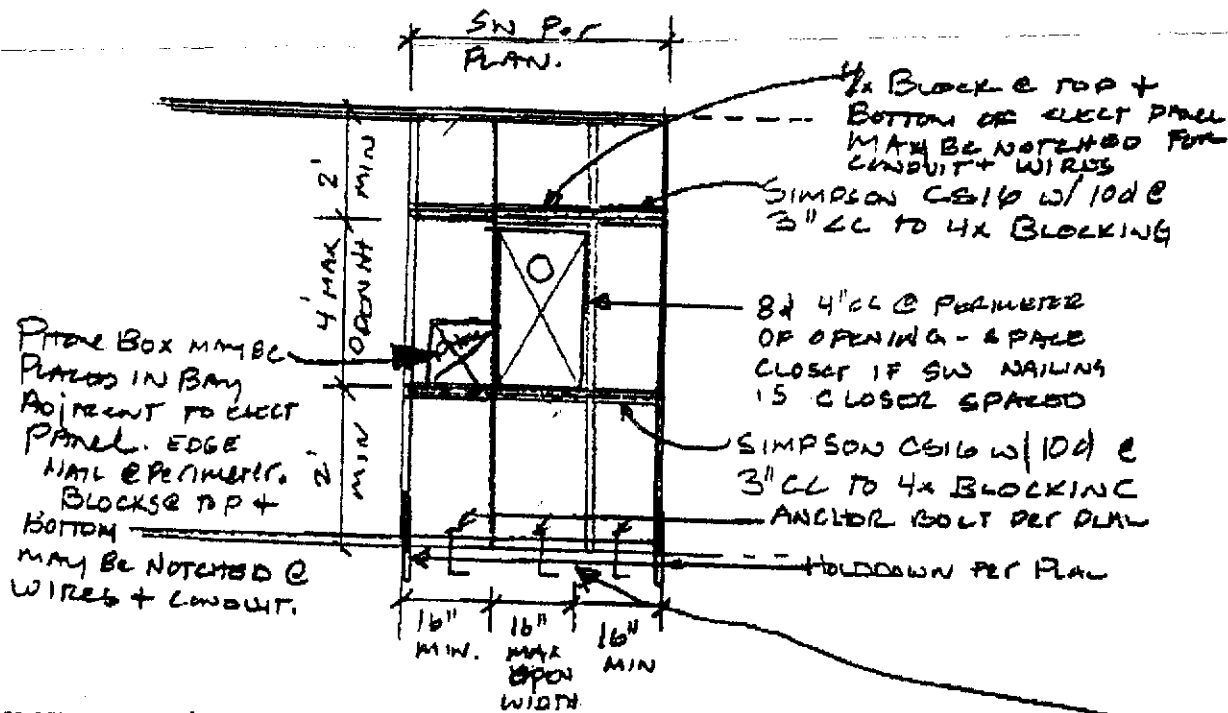 SW Per
PLAN.
4x BLOCK @ TOP +
BOTTOM OF ELECT PANEL
MAY BE NOTCHED FOR
CONDUIT + WIRES
SIMPSON CS16 W/ 10d @
3" CC TO 4x BLOCKING
2'
MIN
4' MAX
OPEN HT
2'
MIN
8d 4" CC @ PERIMETER
OF OPENING - SPACE
CLOSER IF SW NAILING
IS CLOSER SPACED
PHONE BOX MAY BE
PLACED IN BAY
ADJACENT TO ELECT
PANEL. EDGE
NAIL @ PERIMETER.
BLOCKS @ TOP +
BOTTOM
MAY BE NOTCHED @
WIRES + CONDUIT.
SIMPSON CS16 W/ 10d @
3" CC TO 4x BLOCKING
ANCHOR BOLT PER PLAN
HOLDDOWN PER PLAN
16"
MIN.
16"
MAX
OPEN
WIDTH
16"
MIN